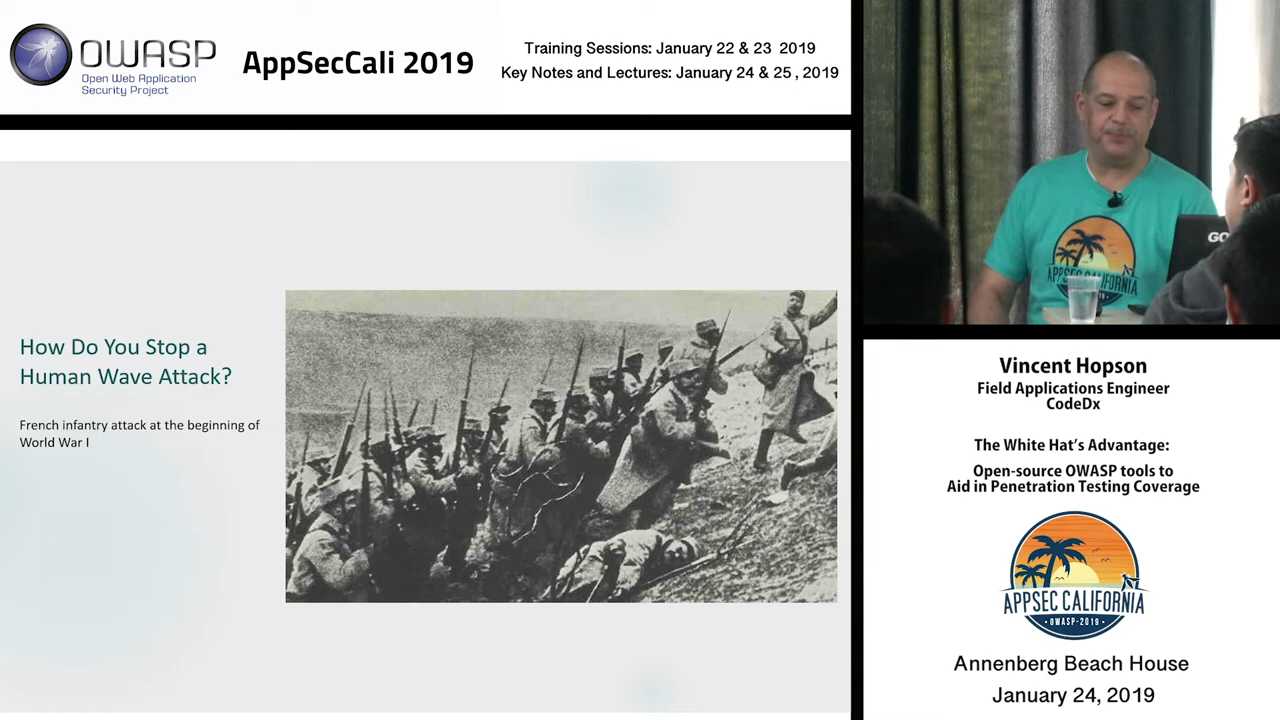 OWASP
Open Web Application
Security Project
AppSecCali 2019
Training Sessions: January 22 & 23 2019
Key Notes and Lectures: January 24 & 25, 2019
How Do You Stop a
Human Wave Attack?
French infantry attack at the beginning of
World War I
APPSEC CALIFORNIA
GO
Vincent Hopson
Field Applications Engineer
CodeDx
The White Hat's Advantage:
Open-source OWASP tools to
Aid in Penetration Testing Coverage
APPSEC CALIFORNIA
• OWASP-2019 •
Annenberg Beach House
January 24, 2019